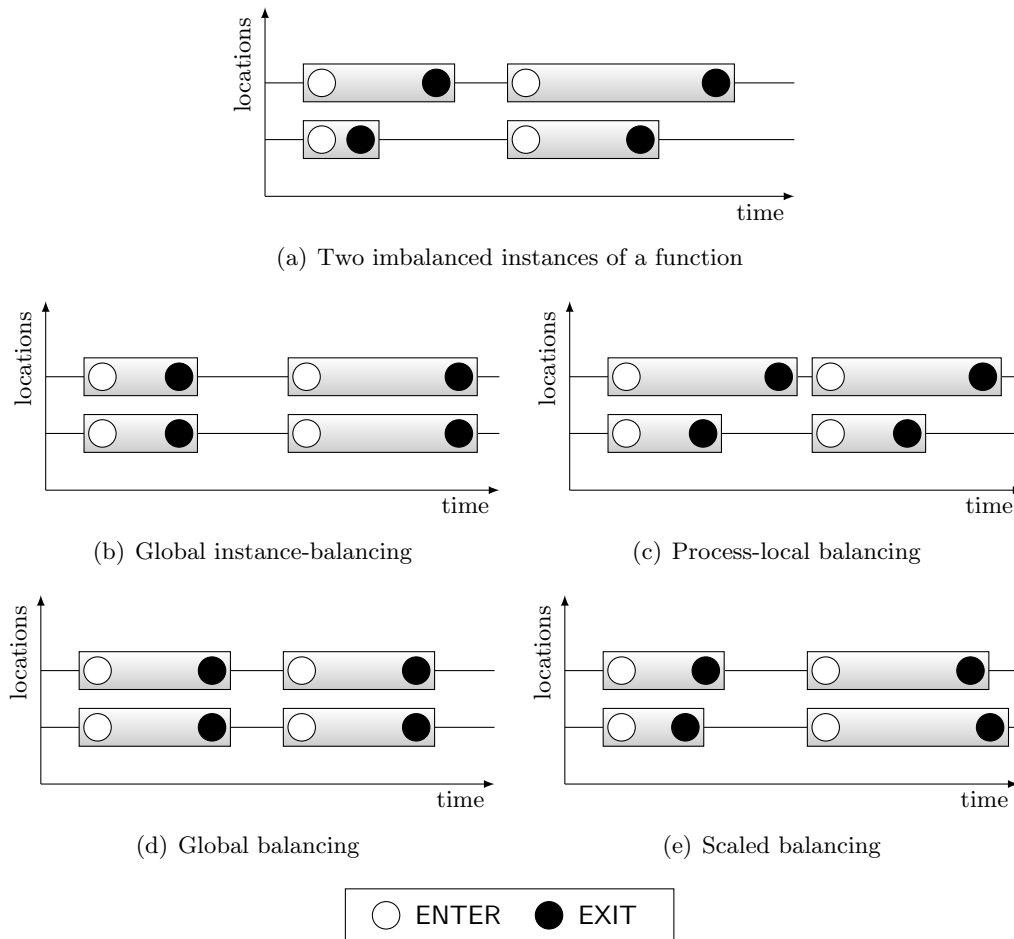 locations
time
(a) Two imbalanced instances of a function
locations
time
(b) Global instance-balancing
locations
time
(c) Process-local balancing
locations
time
(d) Global balancing
locations
time
(e) Scaled balancing
ENTER
EXIT